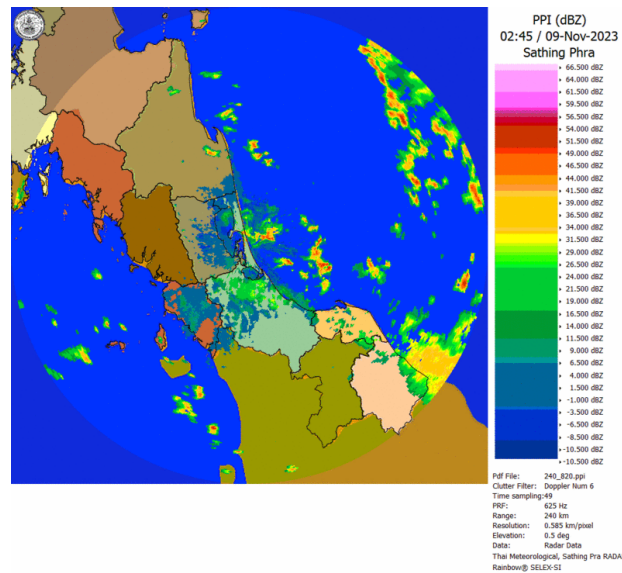 PPI (dBZ)
02:45 / 09-Nov-2023
Sathing Phra
66.500 dBZ
64.000 dBZ
61.500 dBZ
59.500 dBZ
56.500 dBZ
54.000 dBZ
51.500 dBZ
49.000 dBZ
46.500 dBZ
44.000 dBZ
41.500 dBZ
39.000 dBZ
36.500 dBZ
34.000 dBZ
31.500 dBZ
29.000 dBZ
26.500 dBZ
24.000 dBZ
21.500 dBZ
19.000 dBZ
16.500 dBZ
14.000 dBZ
11.500 dBZ
9.000 dBZ
6.500 dBZ
4.000 dBZ
1.500 dBZ
-1.000 dBZ
-3.500 dBZ
-6.500 dBZ
-8.500 dBZ
-10.500 dBZ
-10.500 dBZ
Pdf File: 240_820.ppi
Clutter Filter: Doppler Num 6
Time sampling:49
PRF: 625 Hz
Range: 240 km
Resolution: 0.585 km/pixel
Elevation: 0.5 deg
Data: Radar Data
Thai Meteorological, Sathing Pra RADA
Rainbow® SELEX-SI